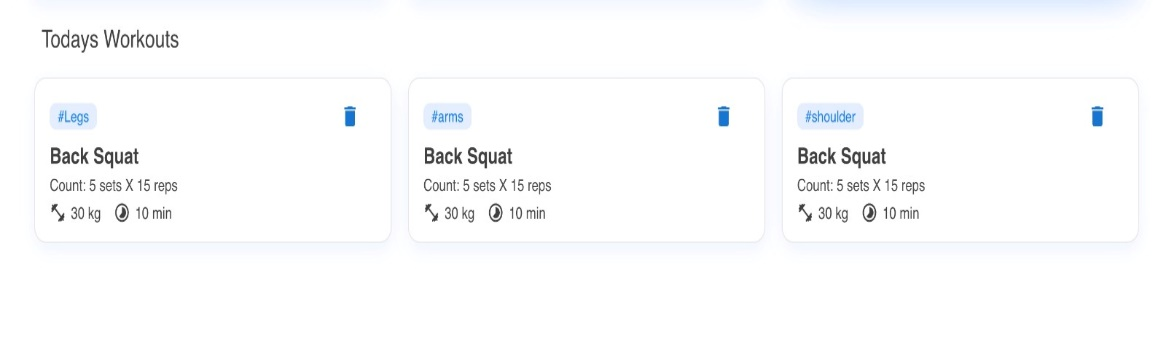 Todays Workouts
#Legs
Back Squat
Count: 5 sets X 15 reps
30 kg 10 min
#arms
Back Squat
Count: 5 sets X 15 reps
30 kg 10 min
#shoulder
Back Squat
Count: 5 sets X 15 reps
30 kg 10 min